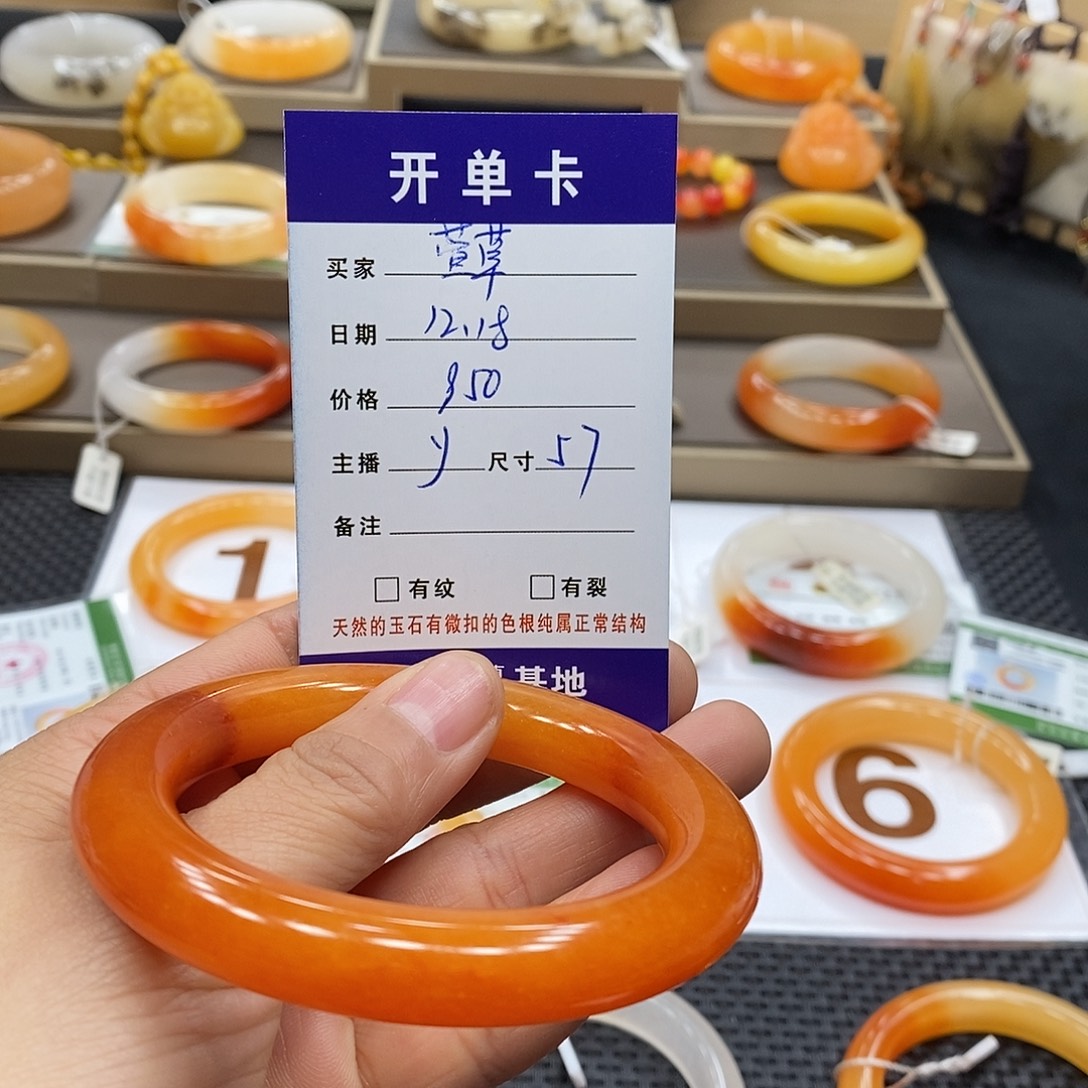 开单卡
买家 萱草
日期 12.18
价格 950
主播 y 尺寸 57
备注
有纹 有裂
天然的玉石有微扣的色根纯属正常结构
基地
1
6